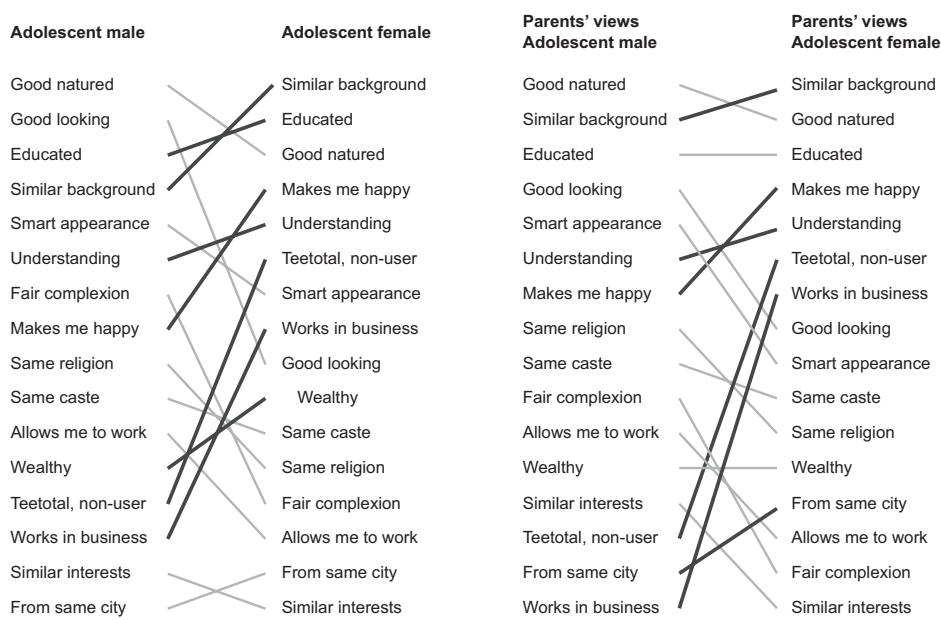 Adolescent male
Good natured
Good looking
Educated
Similar background
Smart appearance
Understanding
Fair complexion
Makes me happy
Same religion
Same caste
Allows me to work
Wealthy
Teetotal, non-user
Works in business
Similar interests
From same city
Adolescent female
Similar background
Educated
Good natured
Makes me happy
Understanding
Teetotal, non-user
Smart appearance
Works in business
Good looking
Wealthy
Same caste
Same religion
Fair complexion
Allows me to work
From same city
Similar interests
Parents' views
Adolescent male
Good natured
Similar background
Educated
Good looking
Smart appearance
Understanding
Makes me happy
Same religion
Same caste
Fair complexion
Allows me to work
Wealthy
Similar interests
Teetotal, non-user
From same city
Works in business
Parents' views
Adolescent female
Similar background
Good natured
Educated
Makes me happy
Understanding
Teetotal, non-user
Works in business
Good looking
Smart appearance
Same caste
Same religion
Wealthy
From same city
Allows me to work
Fair complexion
Similar interests